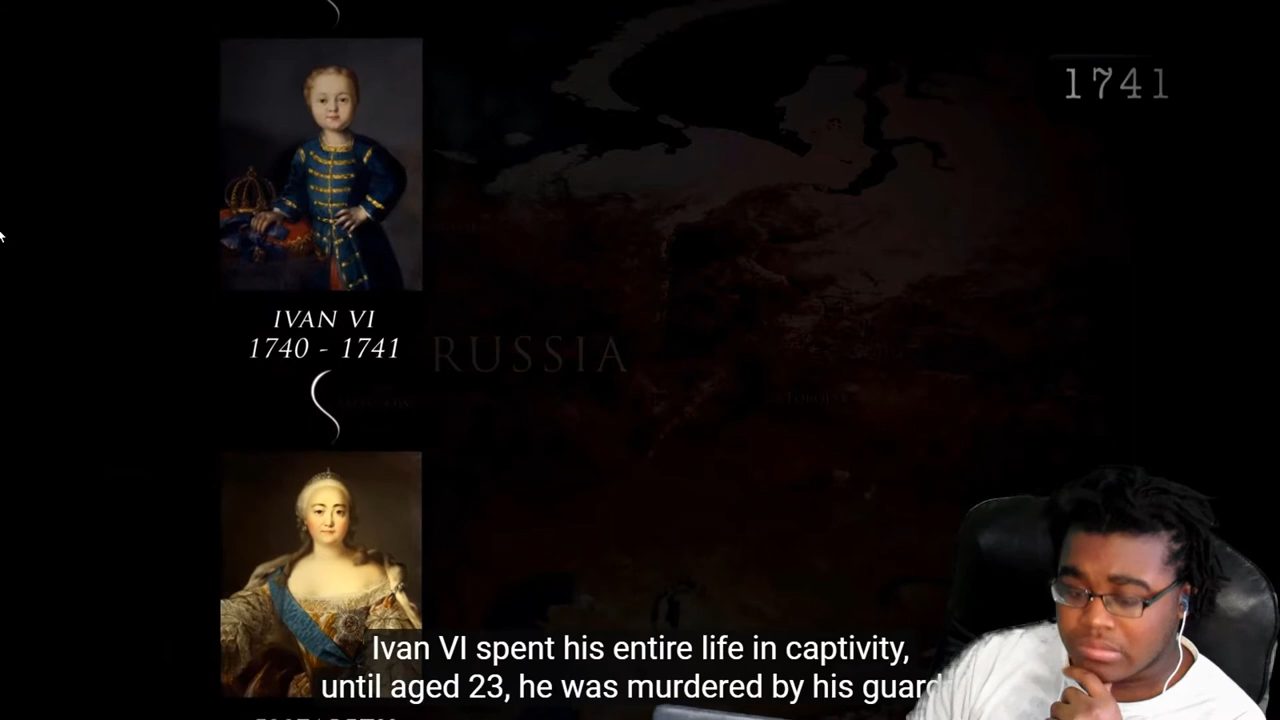 1741
IVAN VI
1740 - 1741
RUSSIA
Ivan VI spent his entire life in captivity,
until aged 23, he was murdered by his guard